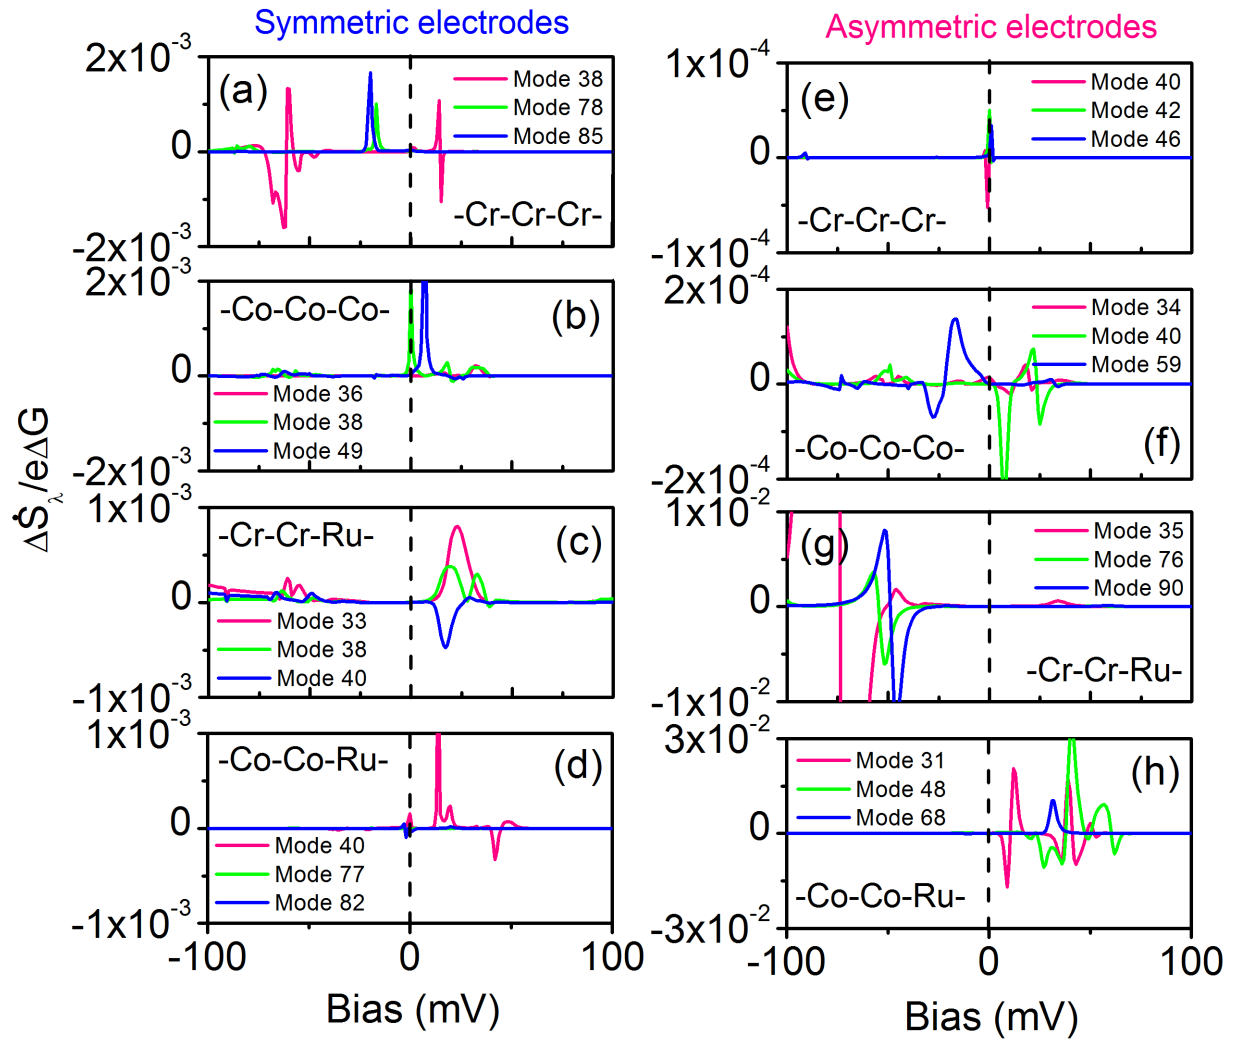 Symmetric electrodes
Asymmetric electrodes
ΔṠλ/eΔG
2x10⁻³
0
-2x10⁻³
(a)
Mode 38
Mode 78
Mode 85
-Cr-Cr-Cr-
2x10⁻³
0
-2x10⁻³
-Co-Co-Co-
(b)
Mode 36
Mode 38
Mode 49
1x10⁻³
0
-1x10⁻³
-Cr-Cr-Ru-
(c)
Mode 33
Mode 38
Mode 40
1x10⁻³
0
-1x10⁻³
-Co-Co-Ru-
(d)
Mode 40
Mode 77
Mode 82
-100 0 100
Bias (mV)
1x10⁻⁴
0
-1x10⁻⁴
(e)
Mode 40
Mode 42
Mode 46
-Cr-Cr-Cr-
2x10⁻⁴
0
-2x10⁻⁴
Mode 34
Mode 40
Mode 59
-Co-Co-Co-
(f)
1x10⁻²
0
-1x10⁻²
(g)
Mode 35
Mode 76
Mode 90
-Cr-Cr-Ru-
3x10⁻²
0
-3x10⁻²
Mode 31
Mode 48
Mode 68
(h)
-Co-Co-Ru-
-100 0 100
Bias (mV)